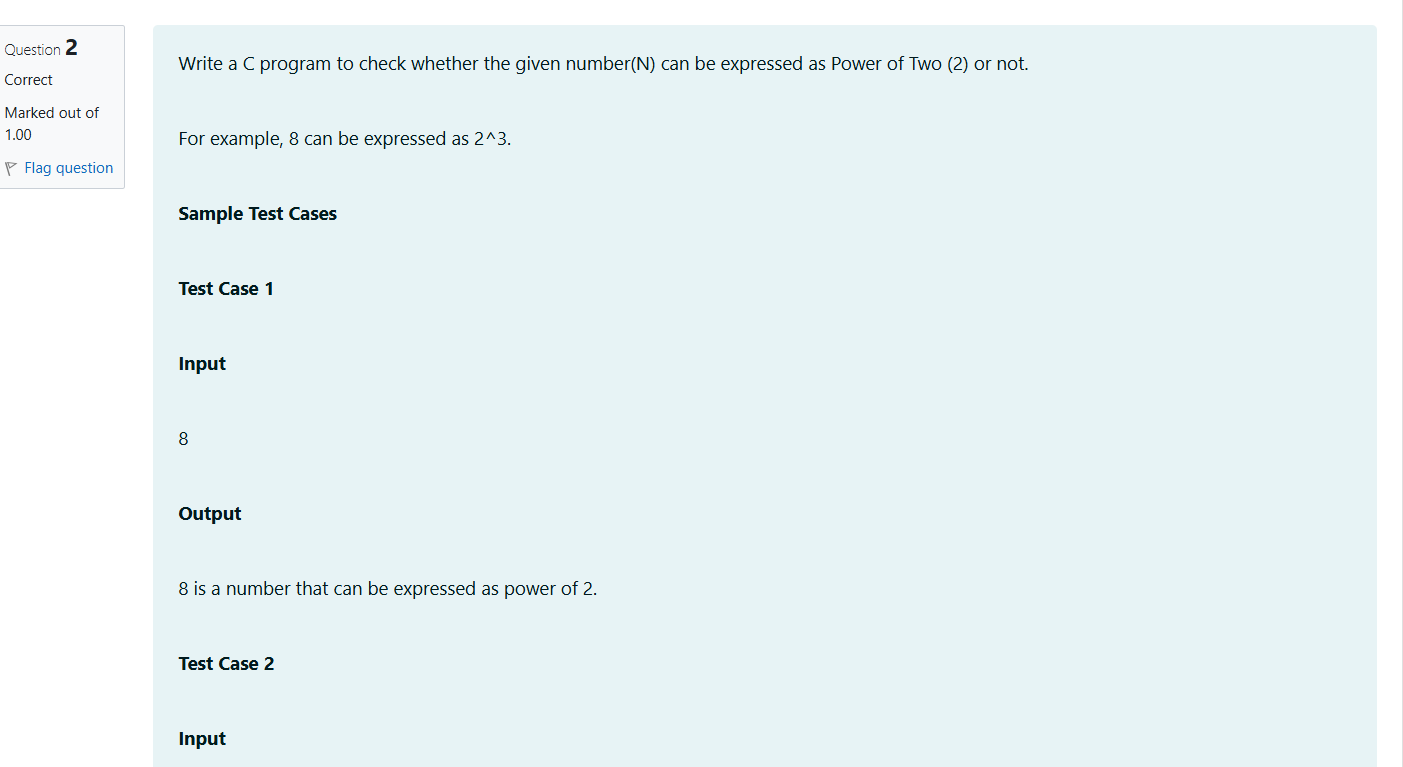 Question 2
Correct
Marked out of
1.00
Flag question
Write a C program to check whether the given number(N) can be expressed as Power of Two (2) or not.
For example, 8 can be expressed as 2^3.
Sample Test Cases
Test Case 1
Input
8
Output
8 is a number that can be expressed as power of 2.
Test Case 2
Input